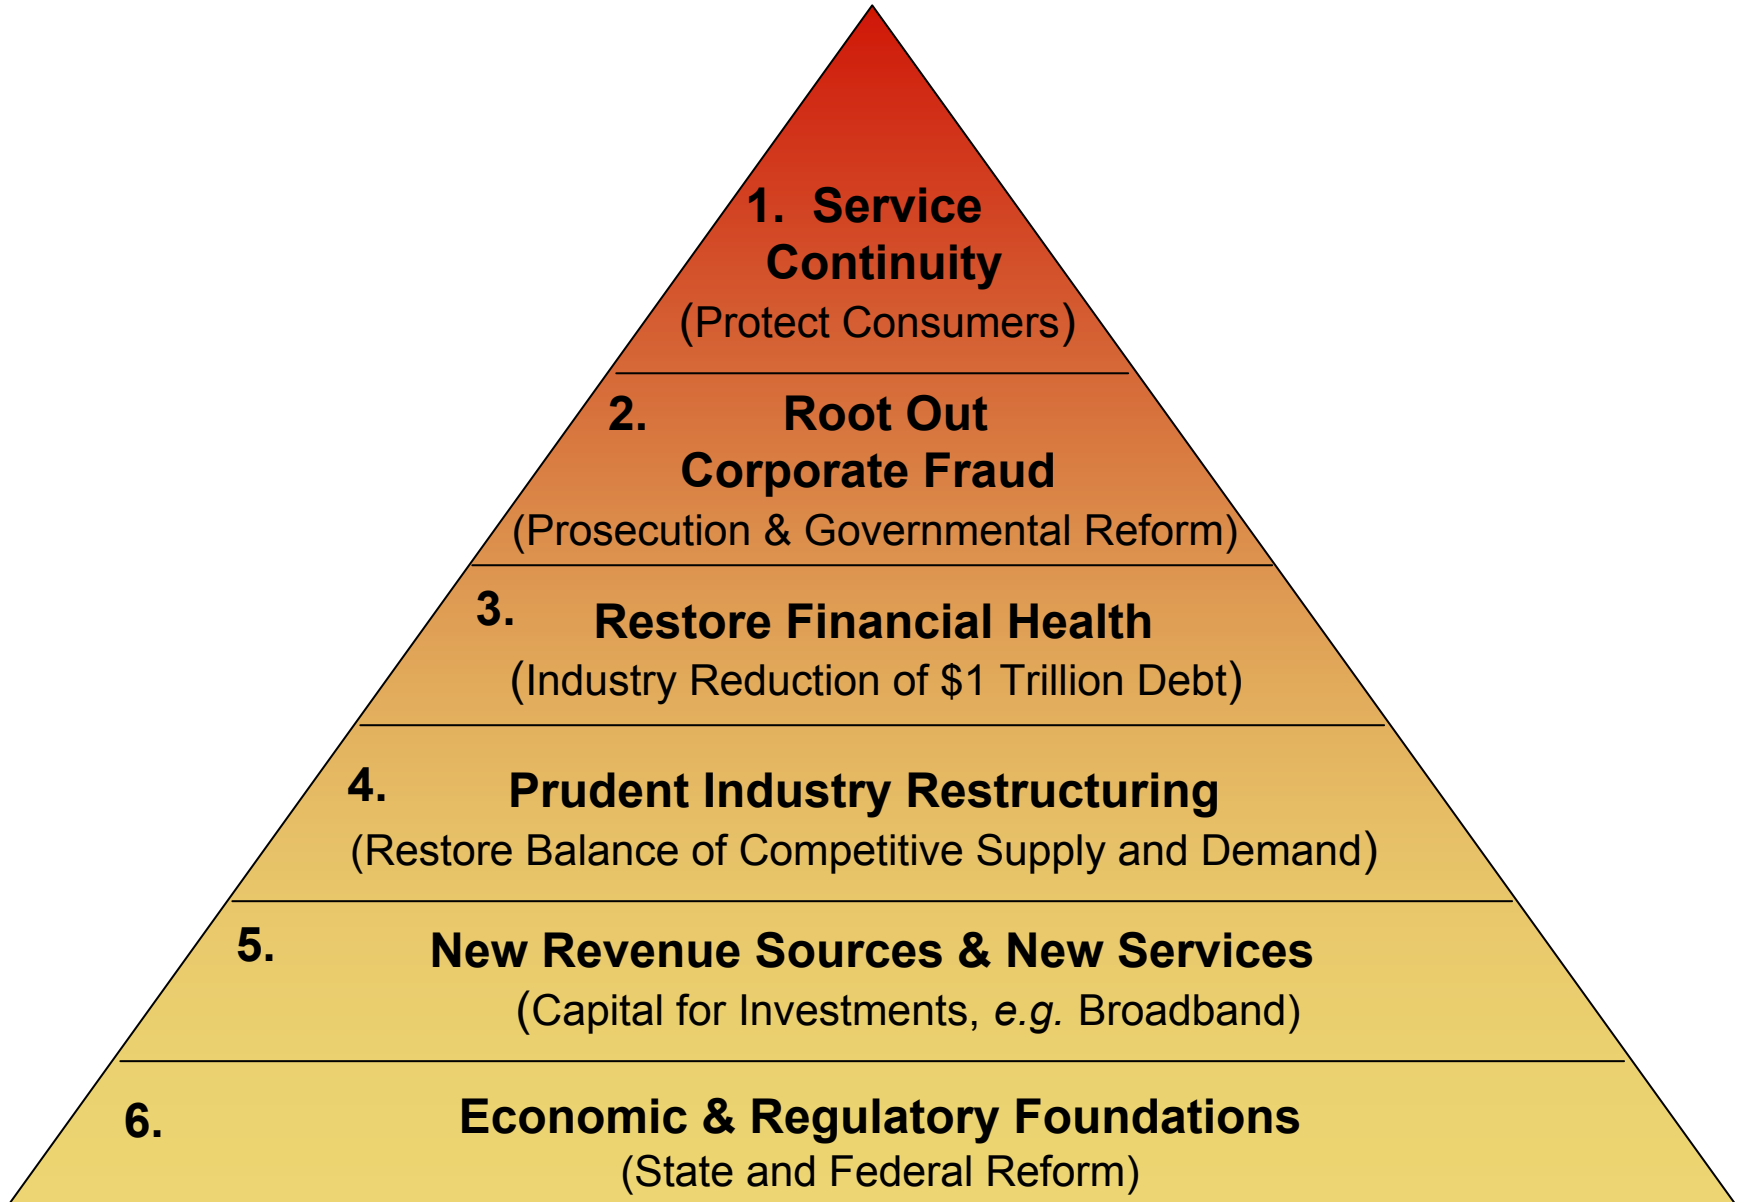 1. Service
Continuity
(Protect Consumers)
2. Root Out
Corporate Fraud
(Prosecution & Governmental Reform)
3. Restore Financial Health
(Industry Reduction of $1 Trillion Debt)
4. Prudent Industry Restructuring
(Restore Balance of Competitive Supply and Demand)
5. New Revenue Sources & New Services
(Capital for Investments, e.g. Broadband)
6. Economic & Regulatory Foundations
(State and Federal Reform)